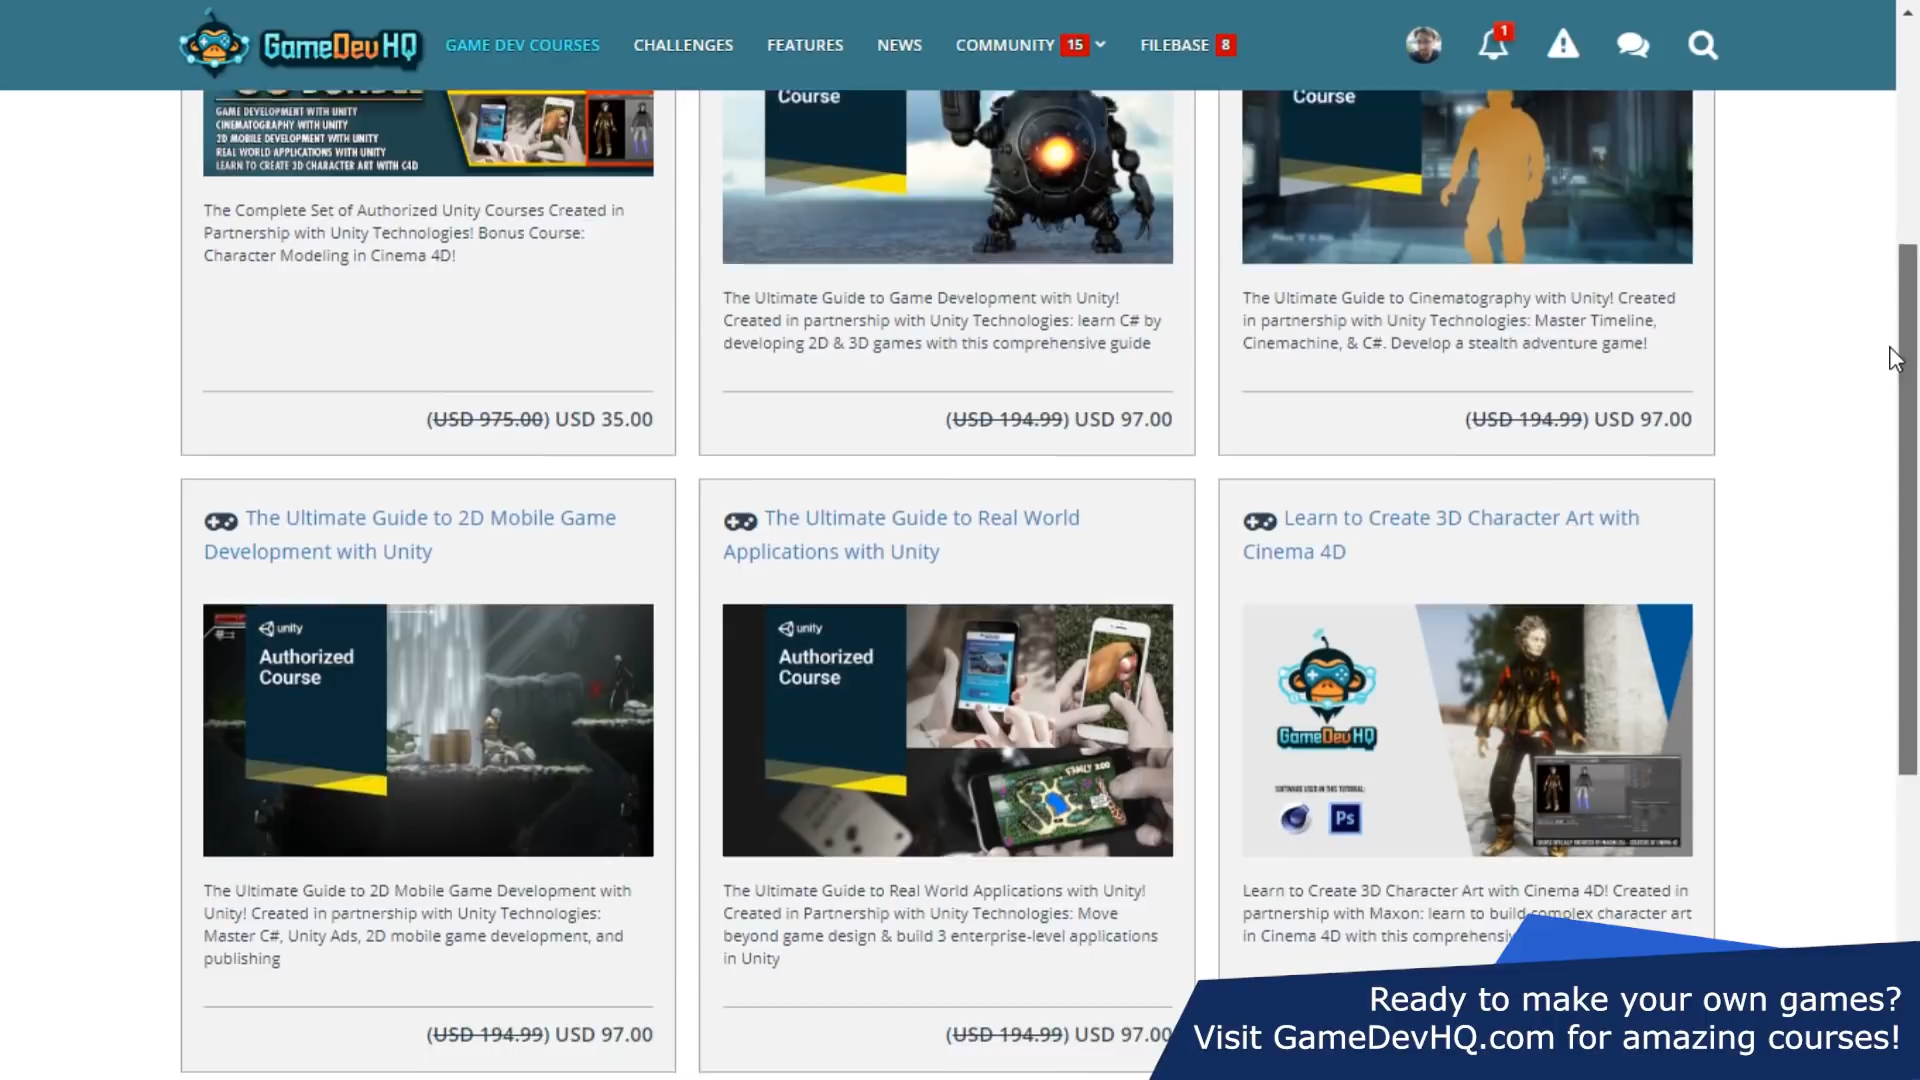 GameDevHQ GAME DEV COURSES CHALLENGES FEATURES NEWS COMMUNITY 15 FILEBASE 8 1
GAME DEVELOPMENT WITH UNITY
CINEMATOGRAPHY WITH UNITY
2D MOBILE DEVELOPMENT WITH UNITY
REAL WORLD APPLICATIONS WITH UNITY
LEARN TO CREATE 3D CHARACTER ART WITH C4D
The Complete Set of Authorized Unity Courses Created in
Partnership with Unity Technologies! Bonus Course:
Character Modeling in Cinema 4D!
(USD 975.00) USD 35.00
Course
The Ultimate Guide to Game Development with Unity!
Created in partnership with Unity Technologies: learn C# by
developing 2D & 3D games with this comprehensive guide
(USD 194.99) USD 97.00
Course
The Ultimate Guide to Cinematography with Unity! Created
in partnership with Unity Technologies: Master Timeline,
Cinemachine, & C#. Develop a stealth adventure game!
(USD 194.99) USD 97.00
The Ultimate Guide to 2D Mobile Game
Development with Unity
unity
Authorized
Course
The Ultimate Guide to 2D Mobile Game Development with
Unity! Created in partnership with Unity Technologies:
Master C#, Unity Ads, 2D mobile game development, and
publishing
(USD 194.99) USD 97.00
The Ultimate Guide to Real World
Applications with Unity
unity
Authorized
Course
FAMILY ZOO
The Ultimate Guide to Real World Applications with Unity!
Created in Partnership with Unity Technologies: Move
beyond game design & build 3 enterprise-level applications
in Unity
(USD 194.99) USD 97.00
Learn to Create 3D Character Art with
Cinema 4D
GameDevHQ
SOFTWARE USED IN THIS TUTORIAL:
Ps
Learn to Create 3D Character Art with Cinema 4D! Created in
partnership with Maxon: learn to build complex character art
in Cinema 4D with this
Ready to make your own games?
Visit GameDevHQ.com for amazing courses!